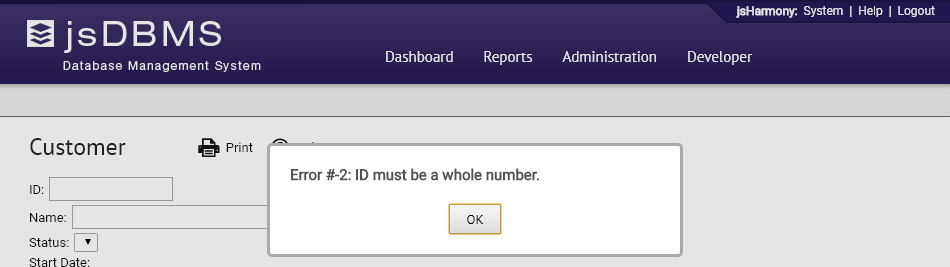 jsHarmony: System | Help | Logout
jsDBMS
Database Management System
Dashboard Reports Administration Developer
Customer
Print
Error #-2: ID must be a whole number.
OK
ID:
Name:
Status:
Start Date: